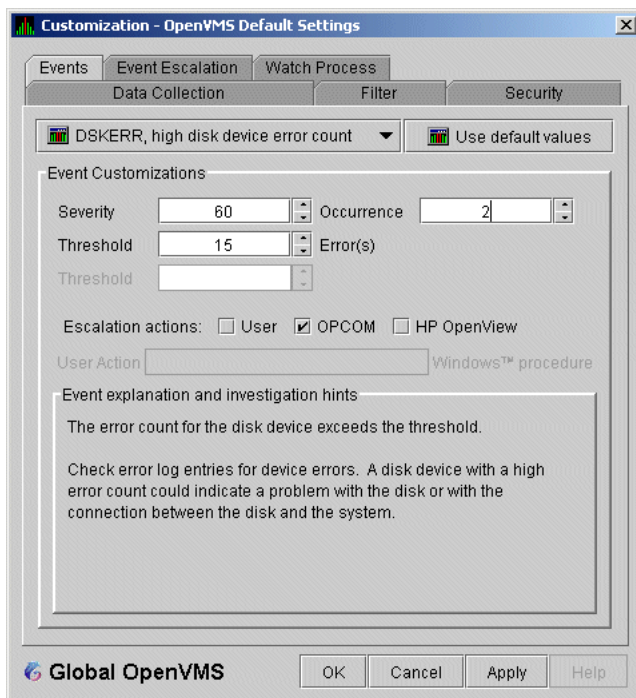 Customization - OpenVMS Default Settings
Events Event Escalation Watch Process
Data Collection Filter Security
DSKERR, high disk device error count Use default values
Event Customizations
Severity 60 Occurrence 2
Threshold 15 Error(s)
Threshold
Escalation actions: User OPCOM HP OpenView
User Action Windows™ procedure
Event explanation and investigation hints
The error count for the disk device exceeds the threshold.
Check error log entries for device errors. A disk device with a high
error count could indicate a problem with the disk or with the
connection between the disk and the system.
Global OpenVMS OK Cancel Apply Help